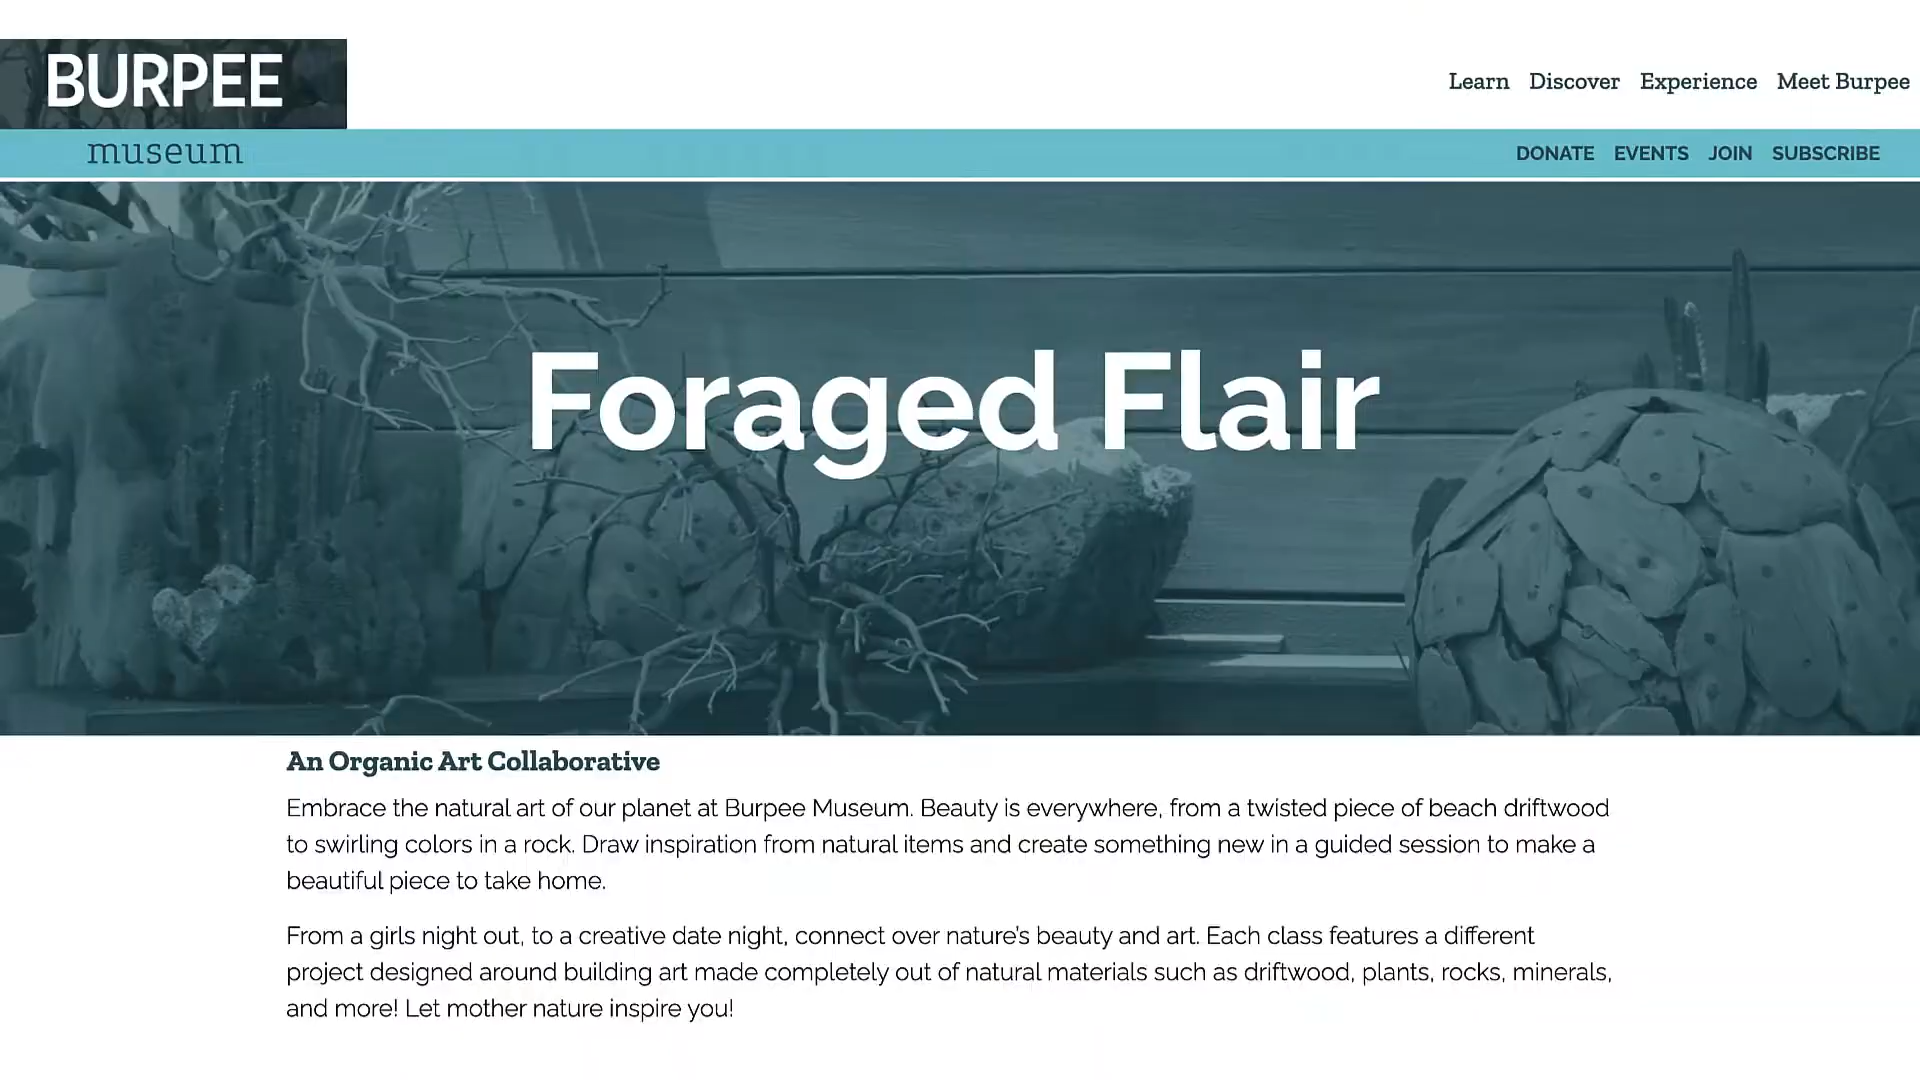 BURPEE
museum
Learn Discover Experience Meet Burpee
DONATE EVENTS JOIN SUBSCRIBE
Foraged Flair
An Organic Art Collaborative
Embrace the natural art of our planet at Burpee Museum. Beauty is everywhere, from a twisted piece of beach driftwood
to swirling colors in a rock. Draw inspiration from natural items and create something new in a guided session to make a
beautiful piece to take home.
From a girls night out, to a creative date night, connect over nature’s beauty and art. Each class features a different
project designed around building art made completely out of natural materials such as driftwood, plants, rocks, minerals,
and more! Let mother nature inspire you!